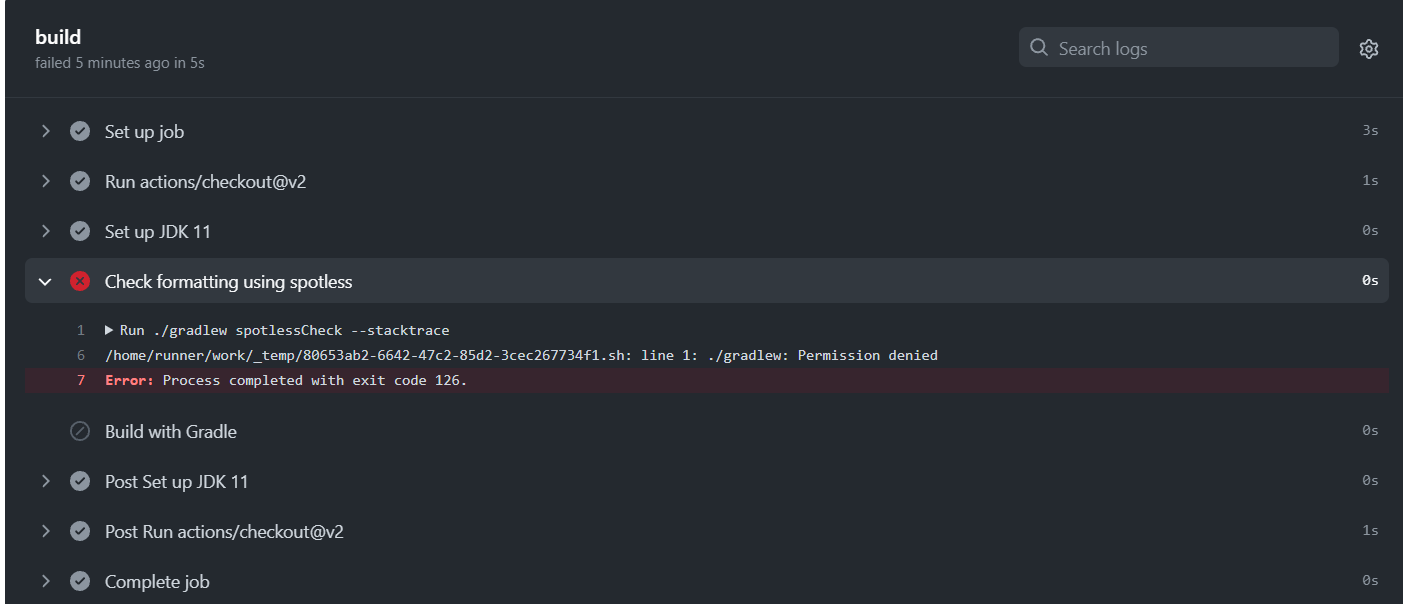 build
failed 5 minutes ago in 5s
Search logs
Set up job 3s
Run actions/checkout@v2 1s
Set up JDK 11 0s
Check formatting using spotless 0s
1 Run ./gradlew spotlessCheck --stacktrace
6 /home/runner/work/_temp/80653ab2-6642-47c2-85d2-3cec267734f1.sh: line 1: ./gradlew: Permission denied
7 Error: Process completed with exit code 126.
Build with Gradle 0s
Post Set up JDK 11 0s
Post Run actions/checkout@v2 1s
Complete job 0s